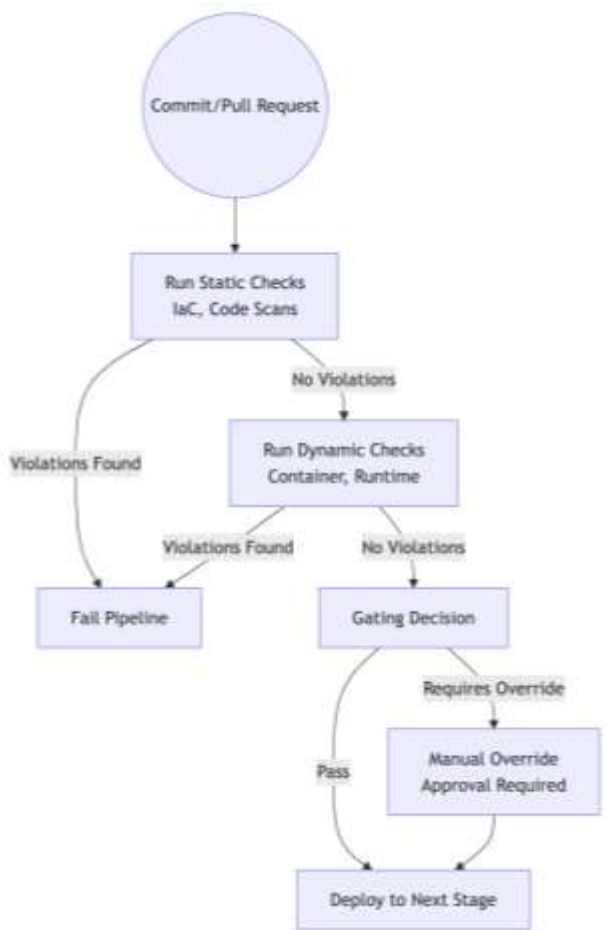 Commit/Pull Request
Run Static Checks
IaC, Code Scans
No Violations
Violations Found
Run Dynamic Checks
Container, Runtime
Violations Found
No Violations
Fail Pipeline
Gating Decision
Requires Override
Pass
Manual Override
Approval Required
Deploy to Next Stage